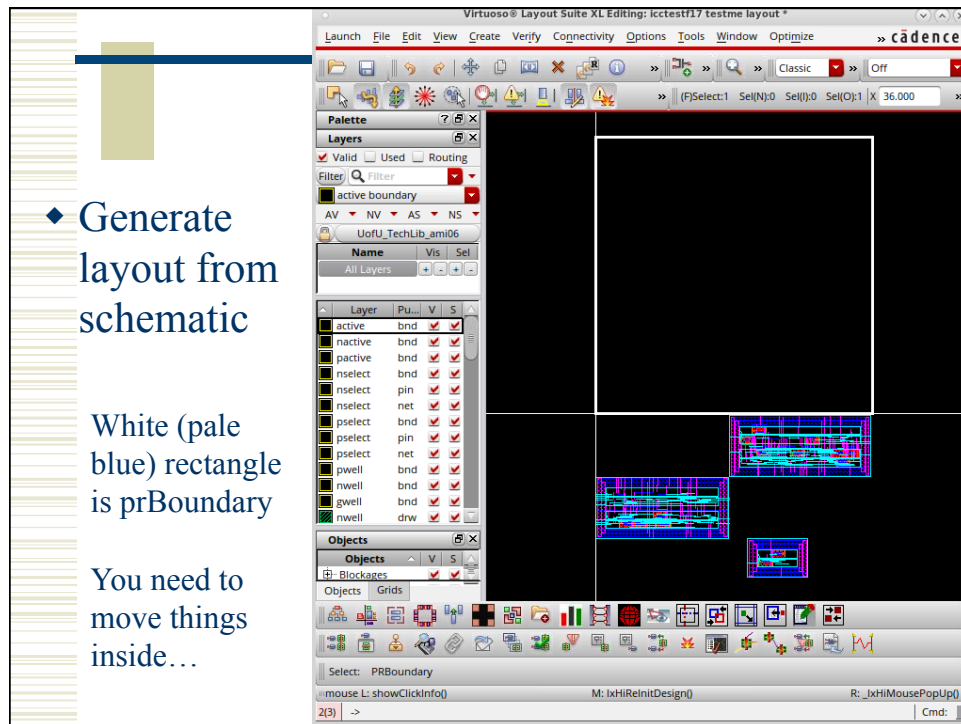 Virtuoso® Layout Suite XL Editing: icctestf17 testme layout *
Launch File Edit View Create Verify Connectivity Options Tools Window Optimize » cādence
» » » Classic » Off
» (F)Select:1 Sel(N):0 Sel(I):0 Sel(O):1 X 36.000 »
Palette
Layers
Valid Used Routing
Filter Filter
active boundary
AV NV AS NS
UofU_TechLib_ami06
Name Vis Sel
All Layers + - + -
Layer Pu... V S
active bnd
nactive bnd
pactive bnd
nselect bnd
nselect pin
nselect net
pselect bnd
pselect pin
pselect net
pwell bnd
nwell bnd
gwell bnd
nwell drw
Objects
Objects V S
Blockages
Objects Grids
Select: PRBoundary
mouse L: showClickInfo() M: lxHiReInitDesign() R: _lxHiMousePopUp()
2(3) -> Cmd:
◆ Generate
layout from
schematic
White (pale
blue) rectangle
is prBoundary
You need to
move things
inside…